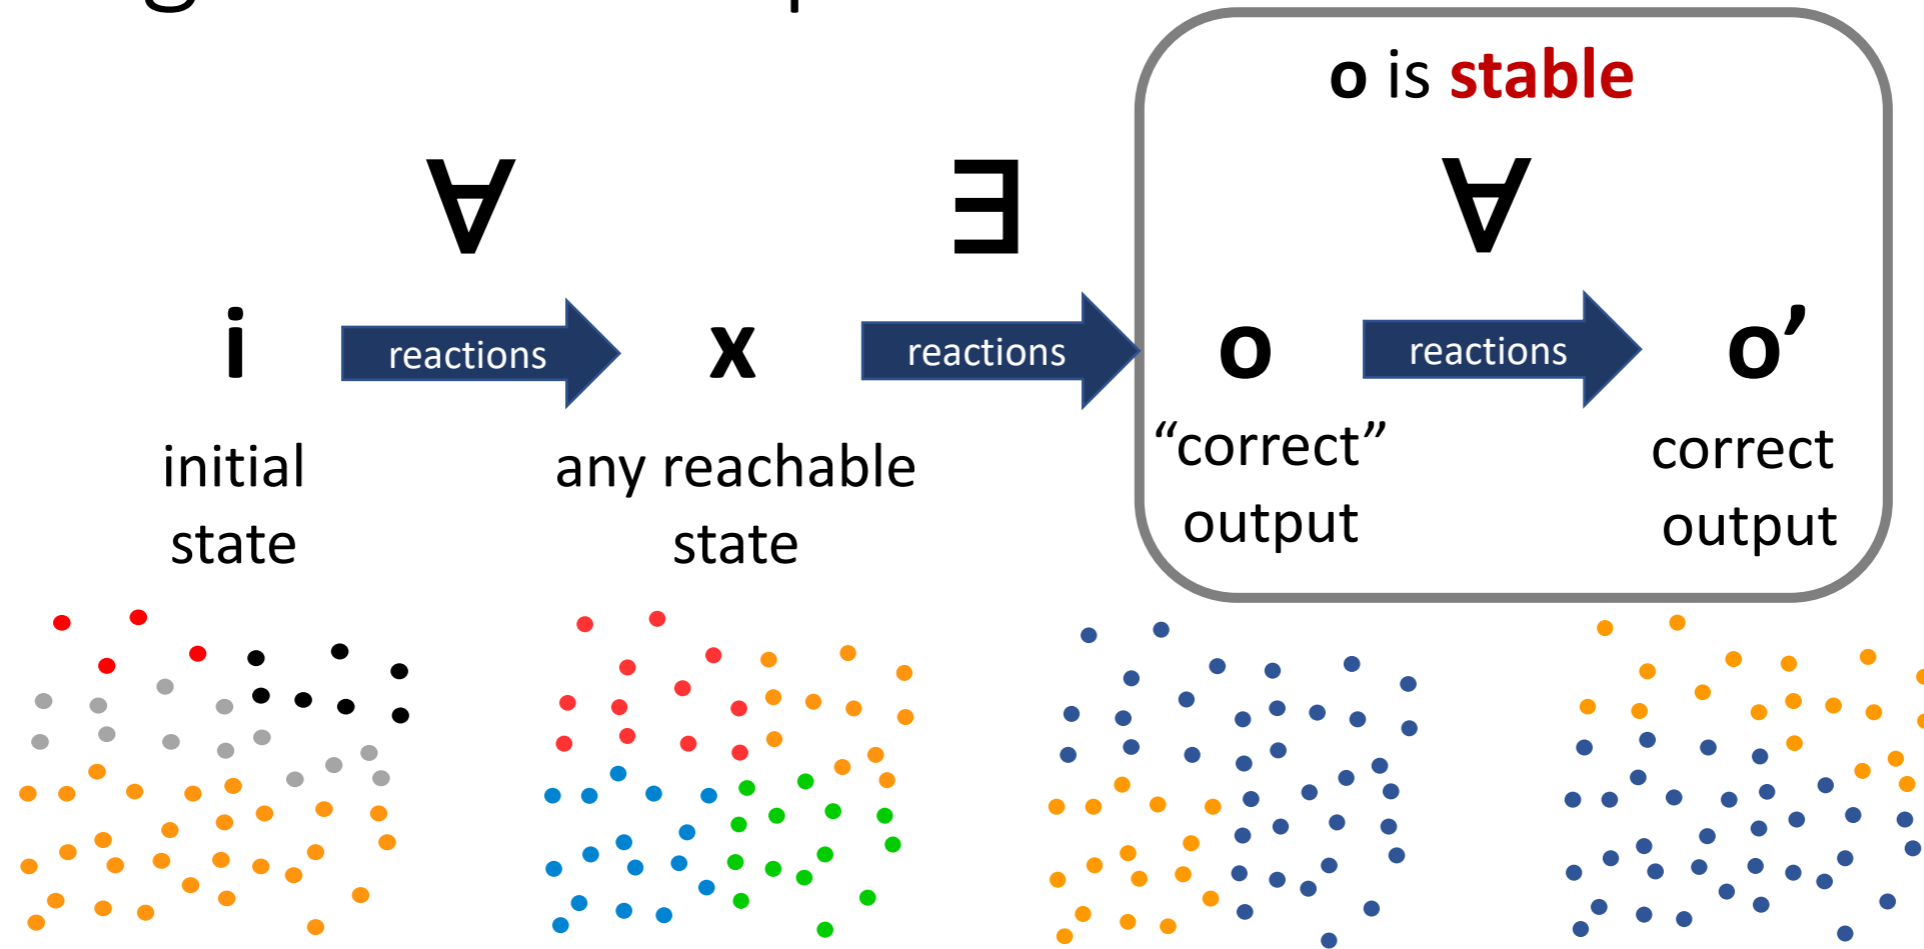 o is stable
∀ ∃ ∀
i reactions x reactions o reactions o’
initial
state
any reachable
state
“correct”
output
correct
output